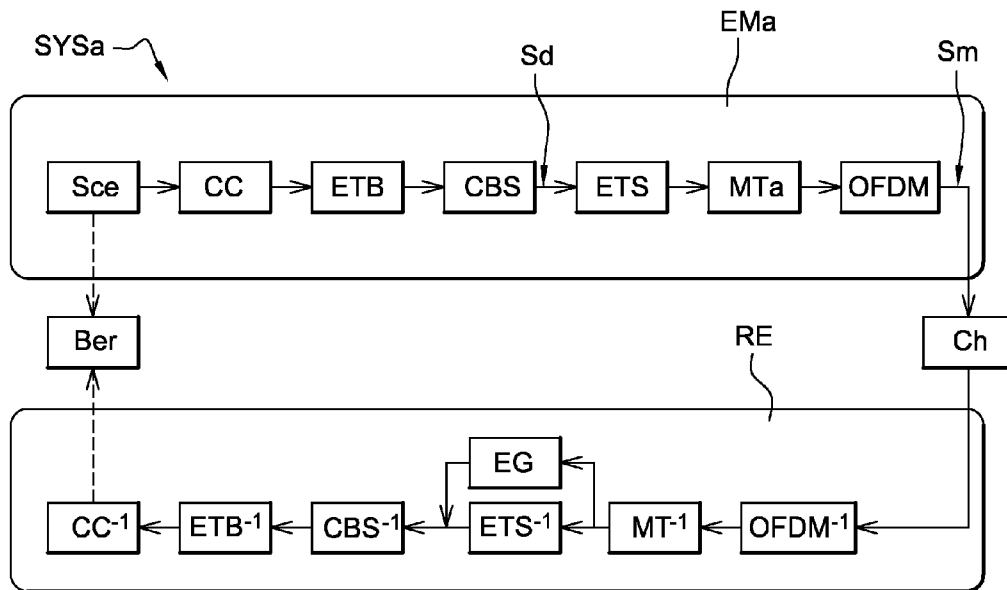 SYSa
EMa
Sd
Sm
Sce
CC
ETB
CBS
ETS
MTa
OFDM
Ber
RE
Ch
EG
CC-1
ETB-1
CBS-1
ETS-1
MT-1
OFDM-1